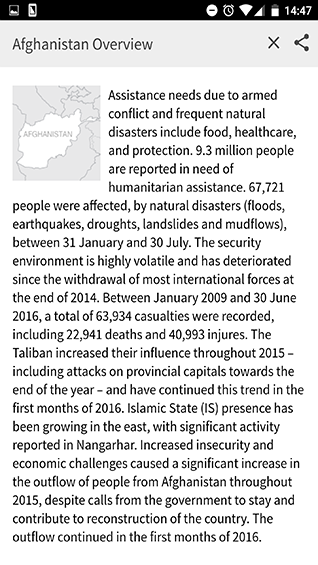 14:47
Afghanistan Overview
AFGHANISTAN
Assistance needs due to armed
conflict and frequent natural
disasters include food, healthcare,
and protection. 9.3 million people
are reported in need of
humanitarian assistance. 67,721
people were affected, by natural disasters (floods,
earthquakes, droughts, landslides and mudflows),
between 31 January and 30 July. The security
environment is highly volatile and has deteriorated
since the withdrawal of most international forces at
the end of 2014. Between January 2009 and 30 June
2016, a total of 63,934 casualties were recorded,
including 22,941 deaths and 40,993 injures. The
Taliban increased their influence throughout 2015 –
including attacks on provincial capitals towards the
end of the year – and have continued this trend in the
first months of 2016. Islamic State (IS) presence has
been growing in the east, with significant activity
reported in Nangarhar. Increased insecurity and
economic challenges caused a significant increase in
the outflow of people from Afghanistan throughout
2015, despite calls from the government to stay and
contribute to reconstruction of the country. The
outflow continued in the first months of 2016.